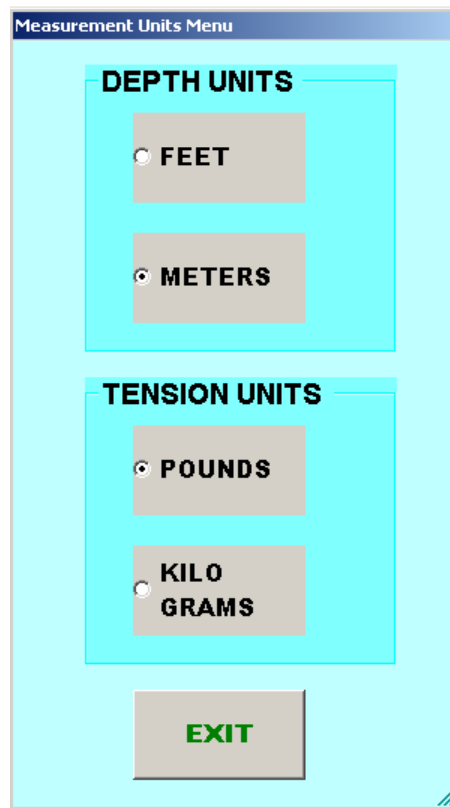 Measurement Units Menu
DEPTH UNITS
FEET
METERS
TENSION UNITS
POUNDS
KILO
GRAMS
EXIT